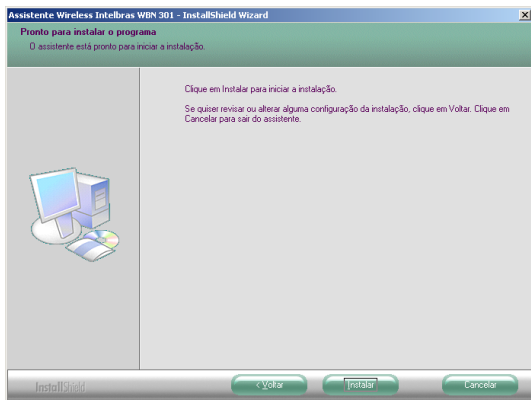 Assistente Wireless Intelbras WBN 301 - InstallShield Wizard
Pronto para instalar o programa
O assistente está pronto para iniciar a instalação.
Clique em Instalar para iniciar a instalação.
Se quiser revisar ou alterar alguma configuração da instalação, clique em Voltar. Clique em
Cancelar para sair do assistente.
InstallShield
< Voltar
Instalar
Cancelar